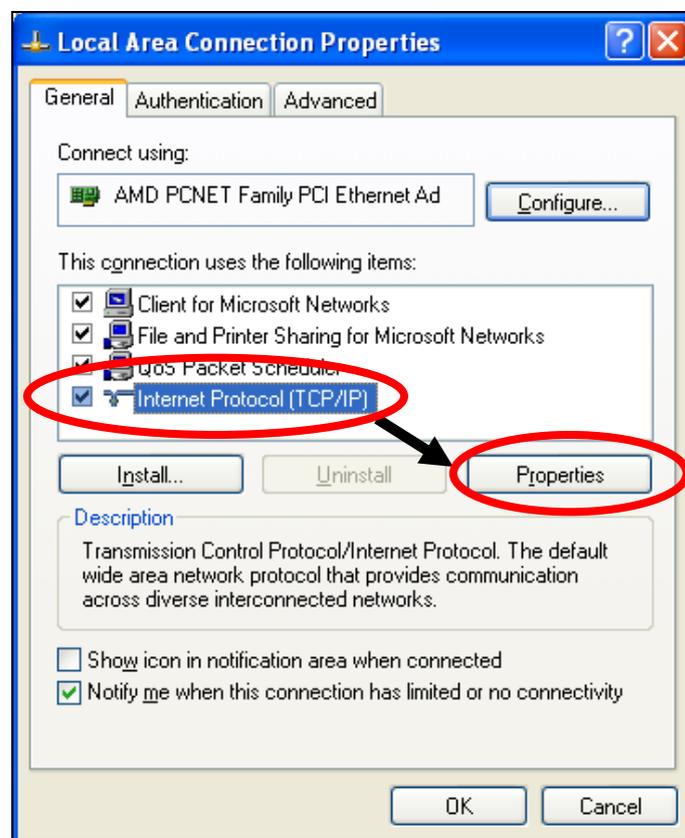 Local Area Connection Properties
General Authentication Advanced
Connect using:
AMD PCNET Family PCI Ethernet Ad
Configure...
This connection uses the following items:
Client for Microsoft Networks
File and Printer Sharing for Microsoft Networks
QoS Packet Scheduler
Internet Protocol (TCP/IP)
Install... Uninstall Properties
Description
Transmission Control Protocol/Internet Protocol. The default
wide area network protocol that provides communication
across diverse interconnected networks.
Show icon in notification area when connected
Notify me when this connection has limited or no connectivity
OK Cancel